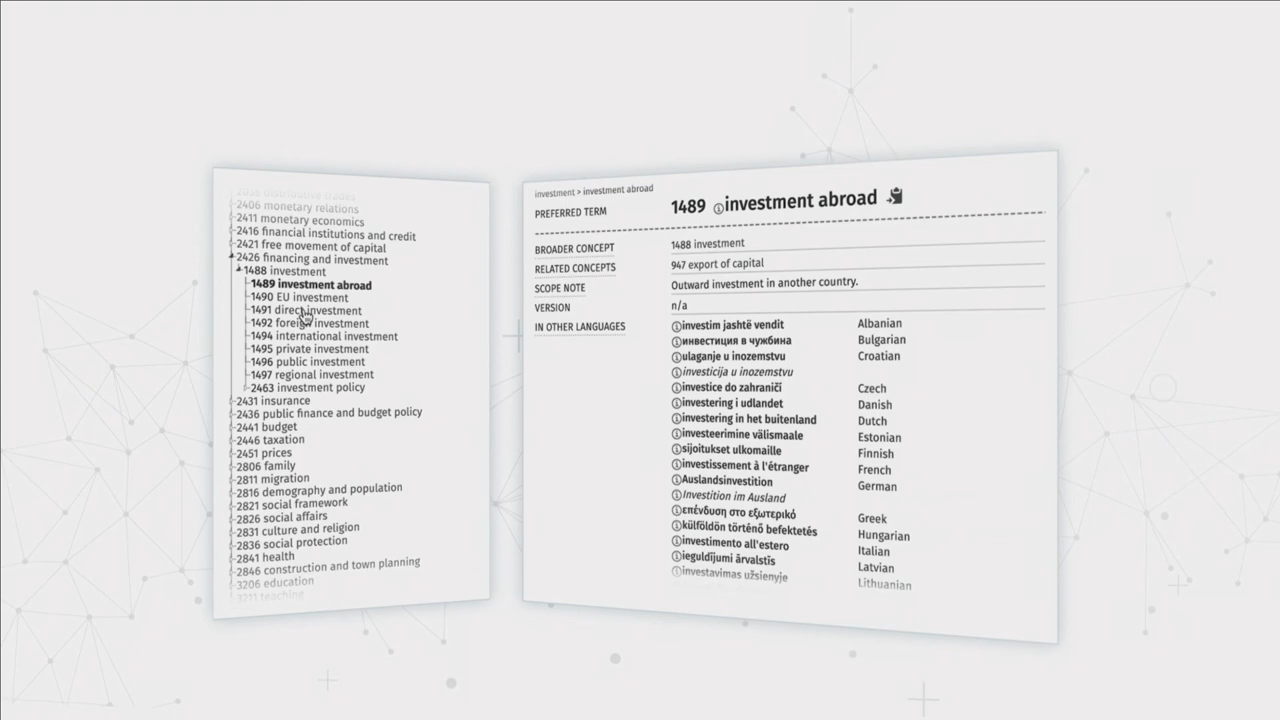 2406 monetary relations
2411 monetary economics
2416 financial institutions and credit
2421 free movement of capital
2426 financing and investment
1488 investment
1489 investment abroad
1490 EU investment
1491 direct investment
1492 foreign investment
1494 international investment
1495 private investment
1496 public investment
1497 regional investment
2463 investment policy
2431 insurance
2436 public finance and budget policy
2441 budget
2446 taxation
2451 prices
2806 family
2811 migration
2816 demography and population
2821 social framework
2826 social affairs
2831 culture and religion
2836 social protection
2841 health
2846 construction and town planning
3206 education
3211 teaching
investment > investment abroad
PREFERRED TERM 1489 investment abroad
BROADER CONCEPT 1488 investment
RELATED CONCEPTS 947 export of capital
SCOPE NOTE Outward investment in another country.
VERSION n/a
IN OTHER LANGUAGES investim jashtë vendit Albanian
инвестиция в чужбина Bulgarian
ulaganje u inozemstvu Croatian
investicija u inozemstvu
investice do zahraničí Czech
investering i udlandet Danish
investering in het buitenland Dutch
investeerimine välismaale Estonian
sijoitukset ulkomaille Finnish
investissement à l'étranger French
Auslandsinvestition German
Investition im Ausland
επένδυση στο εξωτερικό Greek
külföldön történő befektetés Hungarian
investimento all'estero Italian
ieguldījumi ārvalstīs Latvian
investavimas užsienyje Lithuanian